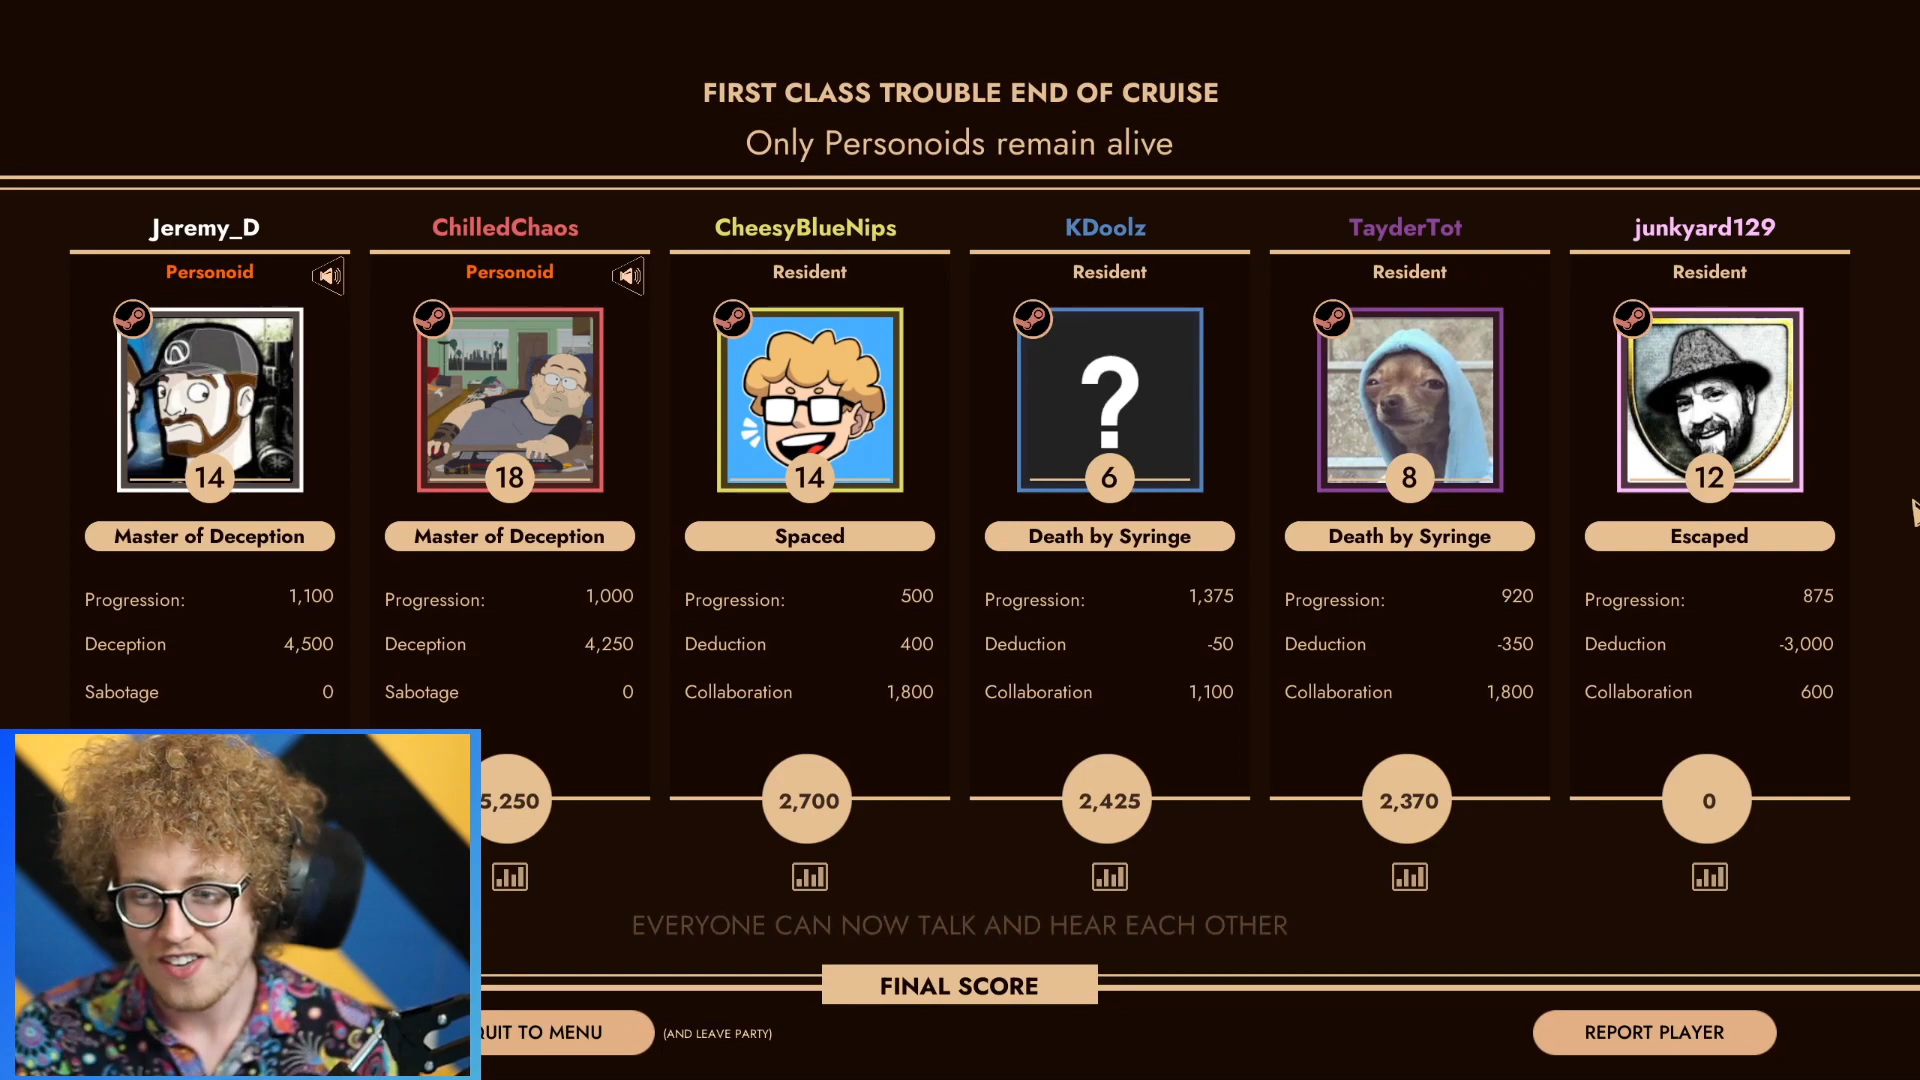 FIRST CLASS TROUBLE END OF CRUISE
Only Personoids remain alive
Jeremy_D
Personoid
14
Master of Deception
Progression: 1,100
Deception 4,500
Sabotage 0
ChilledChaos
Personoid
18
Master of Deception
Progression: 1,000
Deception 4,250
Sabotage 0
5,250
CheesyBlueNips
Resident
14
Spaced
Progression: 500
Deduction 400
Collaboration 1,800
2,700
KDoolz
Resident
?
6
Death by Syringe
Progression: 1,375
Deduction -50
Collaboration 1,100
2,425
TayderTot
Resident
8
Death by Syringe
Progression: 920
Deduction -350
Collaboration 1,800
2,370
junkyard129
Resident
12
Escaped
Progression: 875
Deduction -3,000
Collaboration 600
0
EVERYONE CAN NOW TALK AND HEAR EACH OTHER
FINAL SCORE
QUIT TO MENU (AND LEAVE PARTY)
REPORT PLAYER